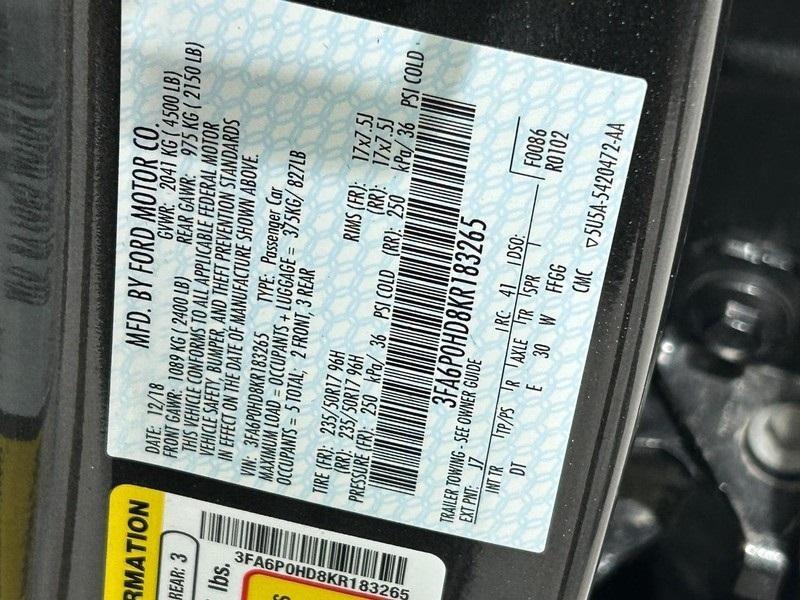 MFD. BY FORD MOTOR CO.
DATE: 12/18 GVWR: 2041 KG ( 4500 LB)
FRONT GAWR: 1089 KG ( 2400 LB) REAR GAWR: 975 KG ( 2150 LB)
THIS VEHICLE CONFORMS TO ALL APPLICABLE FEDERAL MOTOR
VEHICLE SAFETY, BUMPER, AND THEFT PREVENTION STANDARDS
IN EFFECT ON THE DATE OF MANUFACTURE SHOWN ABOVE.
VIN: 3FA6P0HD8KR183265 TYPE: Passenger Car
MAXIMUM LOAD = OCCUPANTS + LUGGAGE = 375KG/ 827LB
OCCUPANTS = 5 TOTAL; 2 FRONT, 3 REAR
TIRE (FR): 235/50R17 96H RIMS (FR): 17x7.5J
(RR): 235/50R17 96H (RR): 17x7.5J
PRESSURE (FR): 250 kPa/ 36 PSI COLD (RR): 250 kPa/ 36 PSI COLD
3FA6P0HD8KR183265
TRAILER TOWING - SEE OWNER GUIDE
EXT PNT: J7 RC: 41 DSO: F0086
R0102
INT TR TP/PS R AXLE TR SPR
DT E 30 W FFGG
CMC ▽5U5A-5420472-AA
RMATION
REAR: 3
lbs.
3FA6P0HD8KR183265